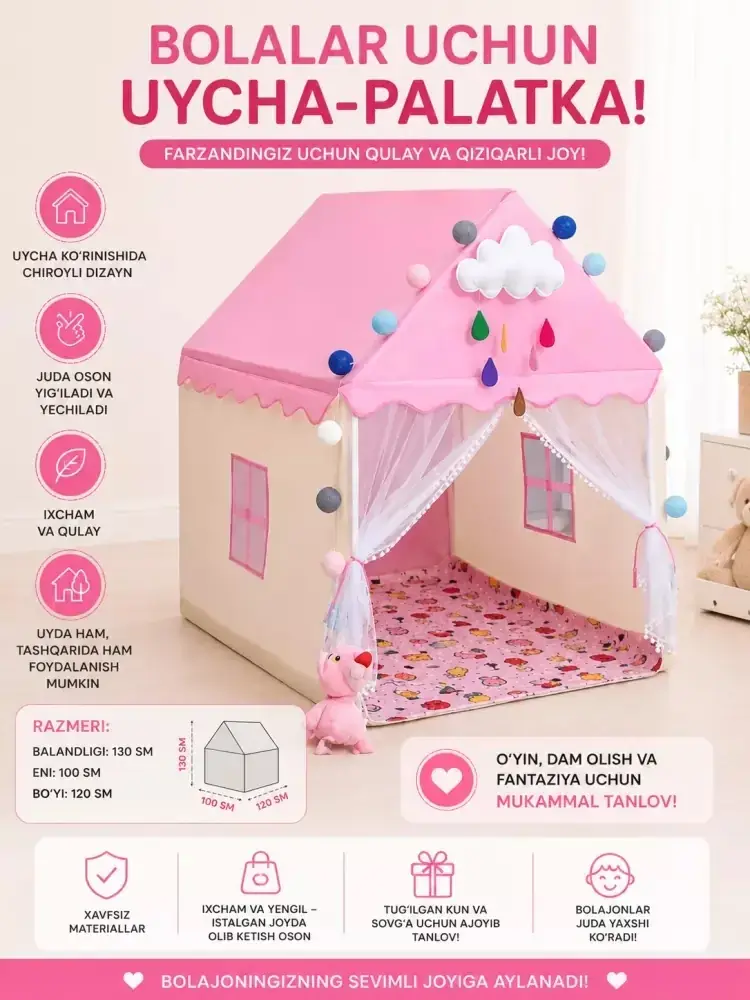 BOLALAR UCHUN
UYCHA-PALATKA!
FARZANDINGIZ UCHUN QULAY VA QIZIQARLI JOY!
UYCHA KO‘RINISHIDA
CHIROYLI DIZAYN
JUDA OSON
YIG‘ILADI VA
YECHILADI
IXCHAM
VA QULAY
UYDA HAM,
TASHQARIDA HAM
FOYDALANISH
MUMKIN
RAZMERI:
BALANDLIGI: 130 SM
ENI: 100 SM
BO‘YI: 120 SM
130 SM
100 SM
120 SM
O‘YIN, DAM OLISH VA
FANTAZIYA UCHUN
MUKAMMAL TANLOV!
XAVFSIZ
MATERIALLAR
IXCHAM VA YENGIL –
ISTALGAN JOYDA
OLIB KETISH OSON
TUG‘ILGAN KUN VA
SOVG‘A UCHUN AJOYIB
TANLOV!
BOLAJONLAR
JUDA YAXSHI
KO‘RADI!
BOLAJONINGIZNING SEVIMLI JOYIGA AYLANADI!